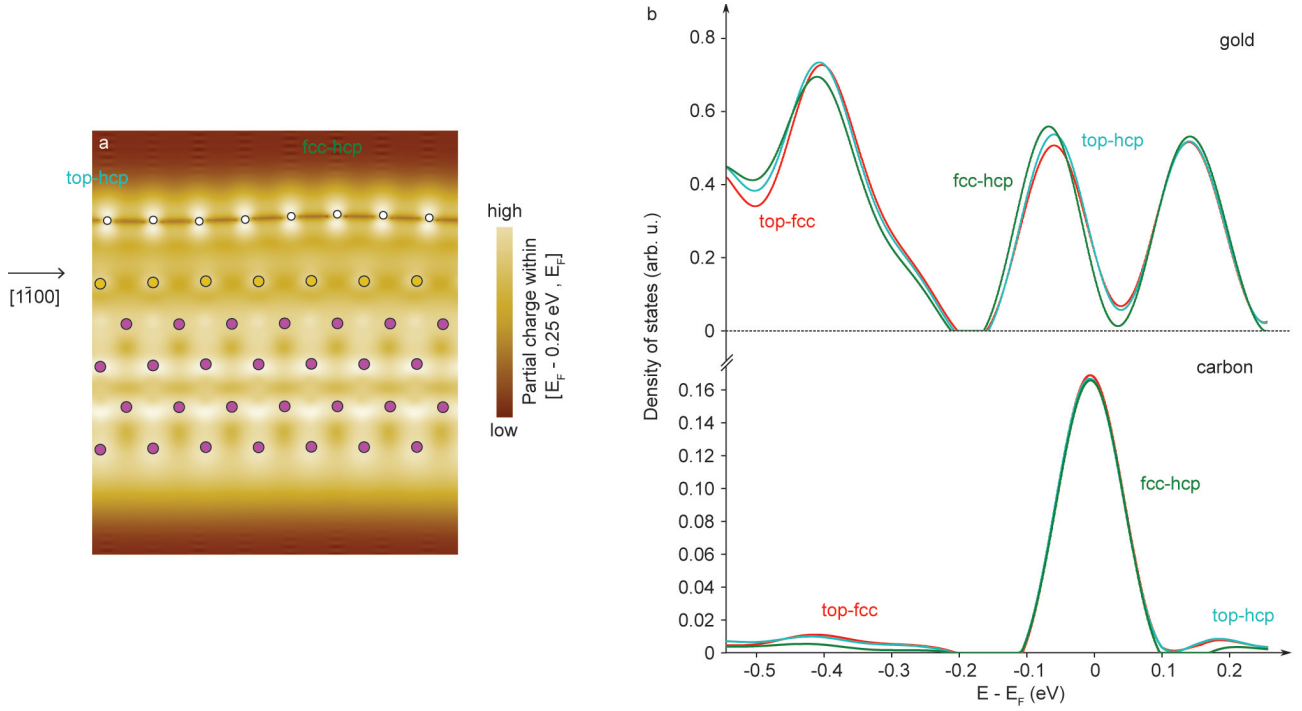 a
fcc-hcp
top-hcp
[11̅00]
high
Partial charge within
[E_F - 0.25 eV , E_F]
low
b
gold
0.8
0.6
0.4
0.2
0
top-hcp
fcc-hcp
top-fcc
Density of states (arb. u.)
carbon
0.16
0.14
0.12
0.10
0.08
0.06
0.04
0.02
0
fcc-hcp
top-fcc
top-hcp
-0.5 -0.4 -0.3 -0.2 -0.1 0 0.1 0.2
E - E_F (eV)